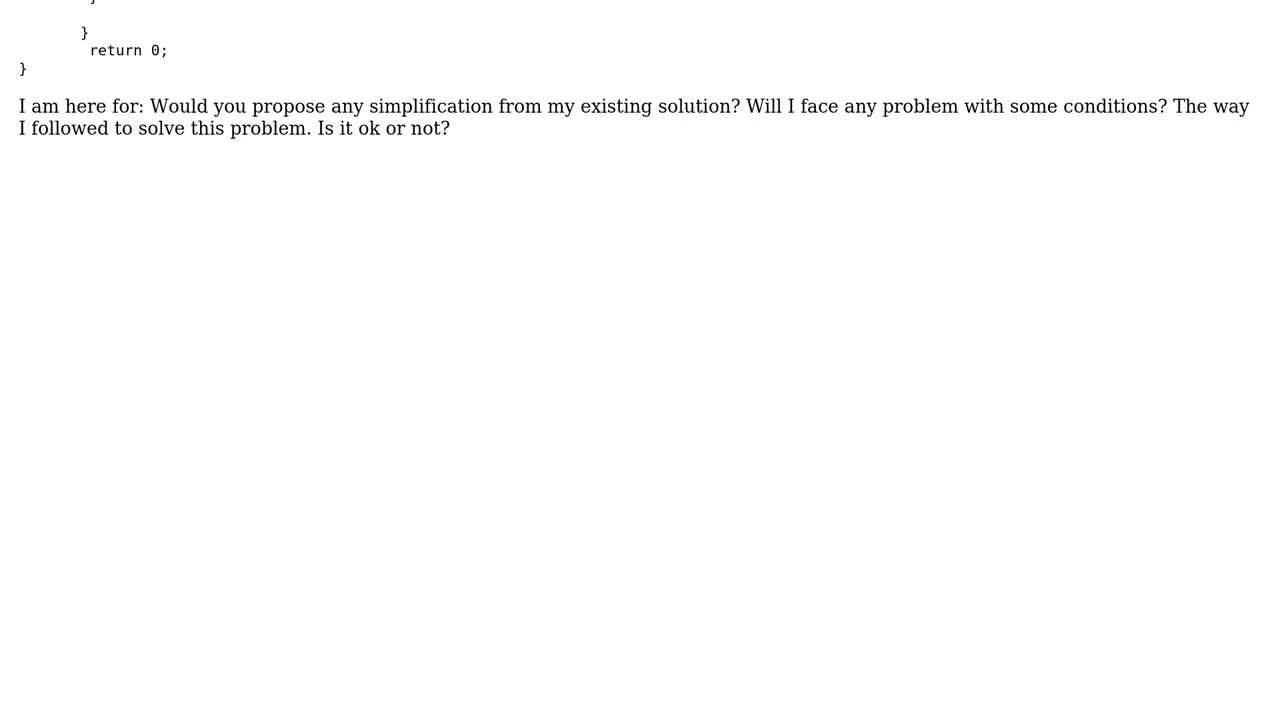 }
}
return 0;
}
I am here for: Would you propose any simplification from my existing solution? Will I face any problem with some conditions? The way
I followed to solve this problem. Is it ok or not?